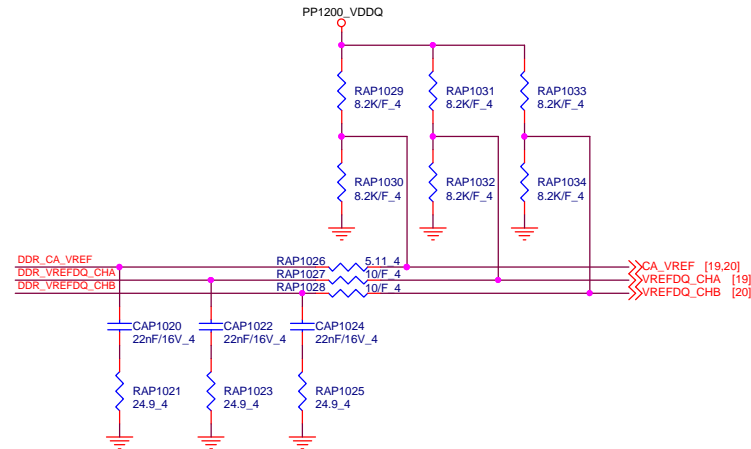 PP1200_VDDQ
RAP1029
8.2K/F_4
RAP1031
8.2K/F_4
RAP1033
8.2K/F_4
RAP1030
8.2K/F_4
RAP1032
8.2K/F_4
RAP1034
8.2K/F_4
DDR_CA_VREF
RAP1026
5.11_4
CA_VREF [19,20]
DDR_VREFDQ_CHA
RAP1027
10/F_4
VREFDQ_CHA [19]
DDR_VREFDQ_CHB
RAP1028
10/F_4
VREFDQ_CHB [20]
CAP1020
22nF/16V_4
CAP1022
22nF/16V_4
CAP1024
22nF/16V_4
RAP1021
24.9_4
RAP1023
24.9_4
RAP1025
24.9_4